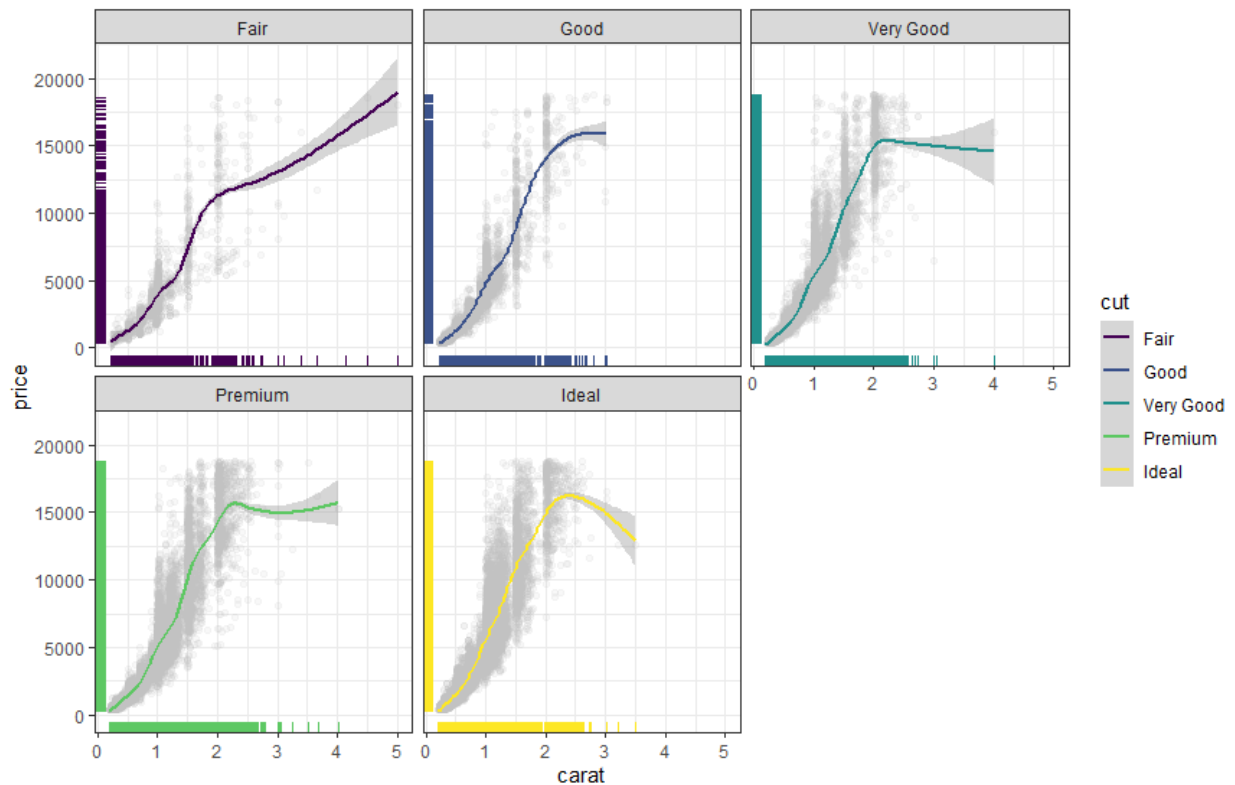 Fair
Good
Very Good
20000
15000
10000
5000
0
0 1 2 3 4 5
Premium
Ideal
20000
15000
10000
5000
0
0 1 2 3 4 5
0 1 2 3 4 5
price
carat
cut
Fair
Good
Very Good
Premium
Ideal